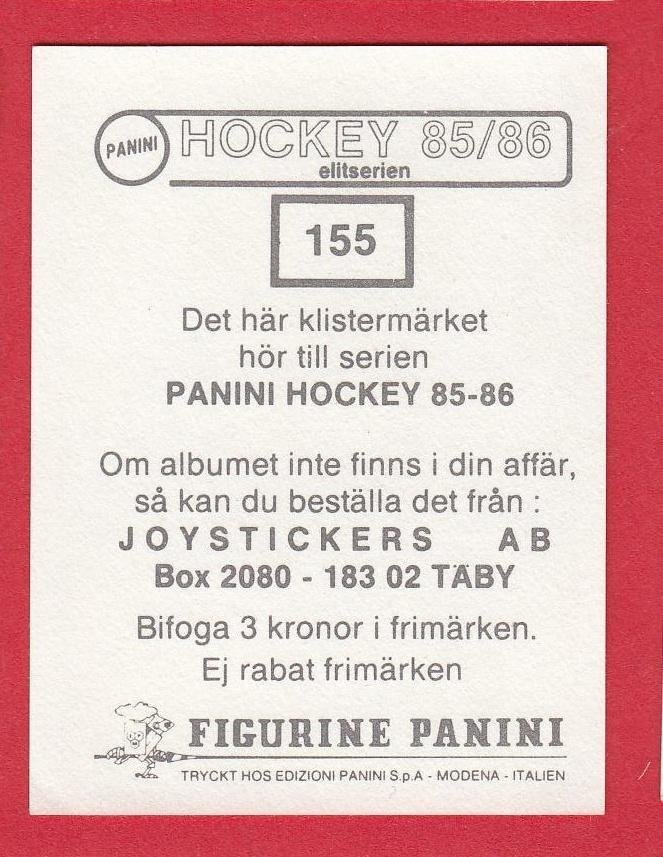 PANINI HOCKEY 85/86
elitserien
155
Det här klistermärket
hör till serien
PANINI HOCKEY 85-86
Om albumet inte finns i din affär,
så kan du beställa det från :
JOYSTICKERS AB
Box 2080 - 183 02 TÄBY
Bifoga 3 kronor i frimärken.
Ej rabat frimärken
FIGURINE PANINI
TRYCKT HOS EDIZIONI PANINI S.p.A - MODENA - ITALIEN